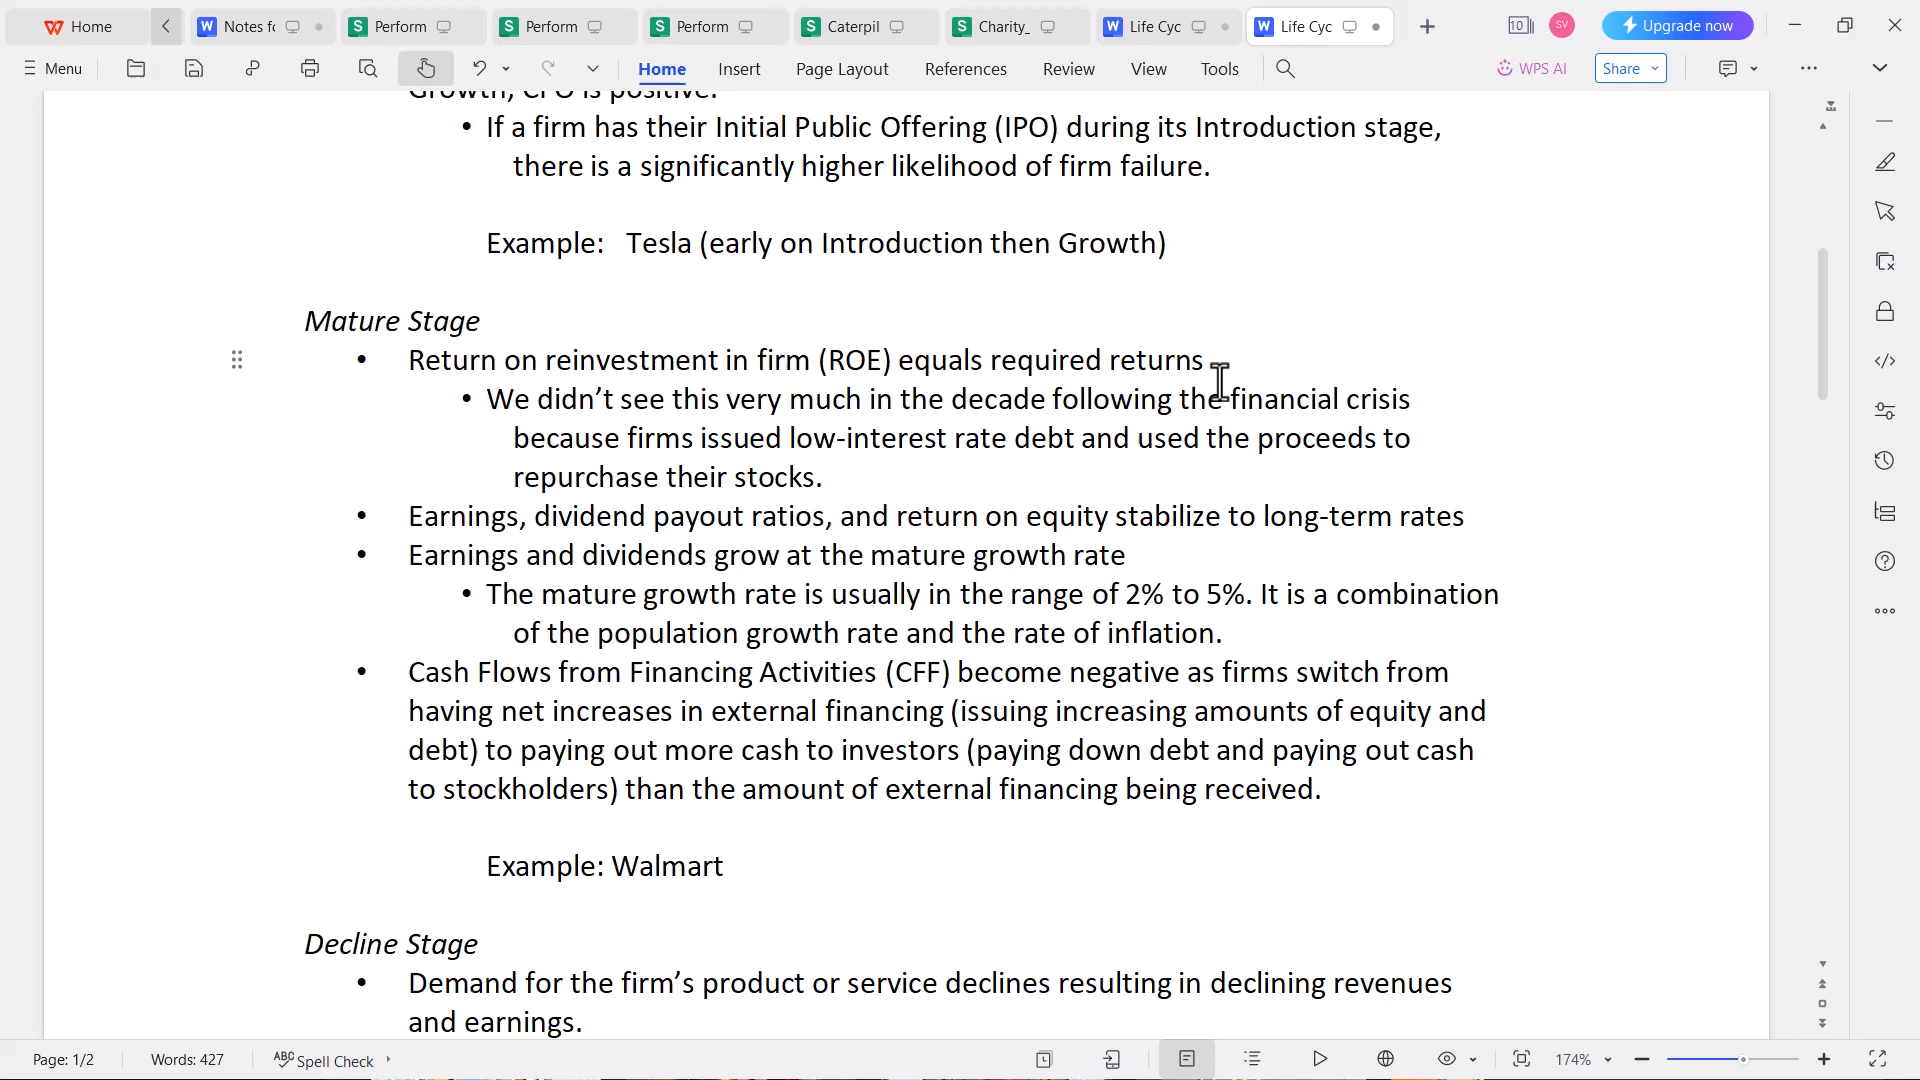 Home
Notes fo
Perform
Perform
Perform
Caterpil
Charity_
Life Cyc
Life Cyc
10
SV
Upgrade now
Menu
Home
Insert
Page Layout
References
Review
View
Tools
WPS AI
Share
Growth, CFO is positive.
• If a firm has their Initial Public Offering (IPO) during its Introduction stage,
there is a significantly higher likelihood of firm failure.
Example: Tesla (early on Introduction then Growth)
Mature Stage
• Return on reinvestment in firm (ROE) equals required returns
• We didn’t see this very much in the decade following the financial crisis
because firms issued low-interest rate debt and used the proceeds to
repurchase their stocks.
• Earnings, dividend payout ratios, and return on equity stabilize to long-term rates
• Earnings and dividends grow at the mature growth rate
• The mature growth rate is usually in the range of 2% to 5%. It is a combination
of the population growth rate and the rate of inflation.
• Cash Flows from Financing Activities (CFF) become negative as firms switch from
having net increases in external financing (issuing increasing amounts of equity and
debt) to paying out more cash to investors (paying down debt and paying out cash
to stockholders) than the amount of external financing being received.
Example: Walmart
Decline Stage
• Demand for the firm’s product or service declines resulting in declining revenues
and earnings.
Page: 1/2
Words: 427
ABC Spell Check
174%